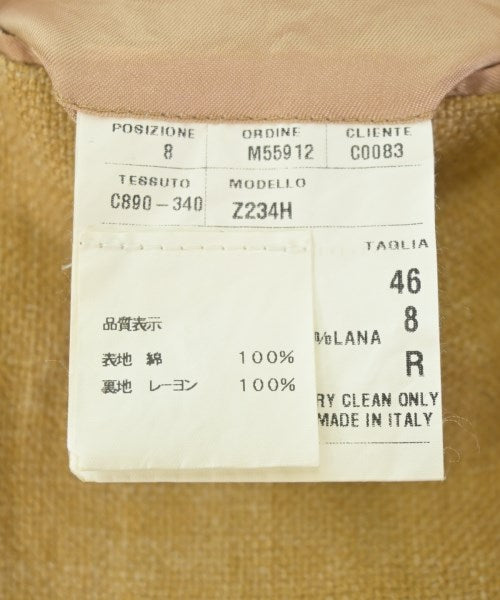 POSIZIONE ORDINE CLIENTE
8 M55912 C0083
TESSUTO MODELLO
C890-340 Z234H
TAGLIA
46
8
%LANA
R
RY CLEAN ONLY
MADE IN ITALY
品質表示
表地 綿 100%
裏地 レーヨン 100%